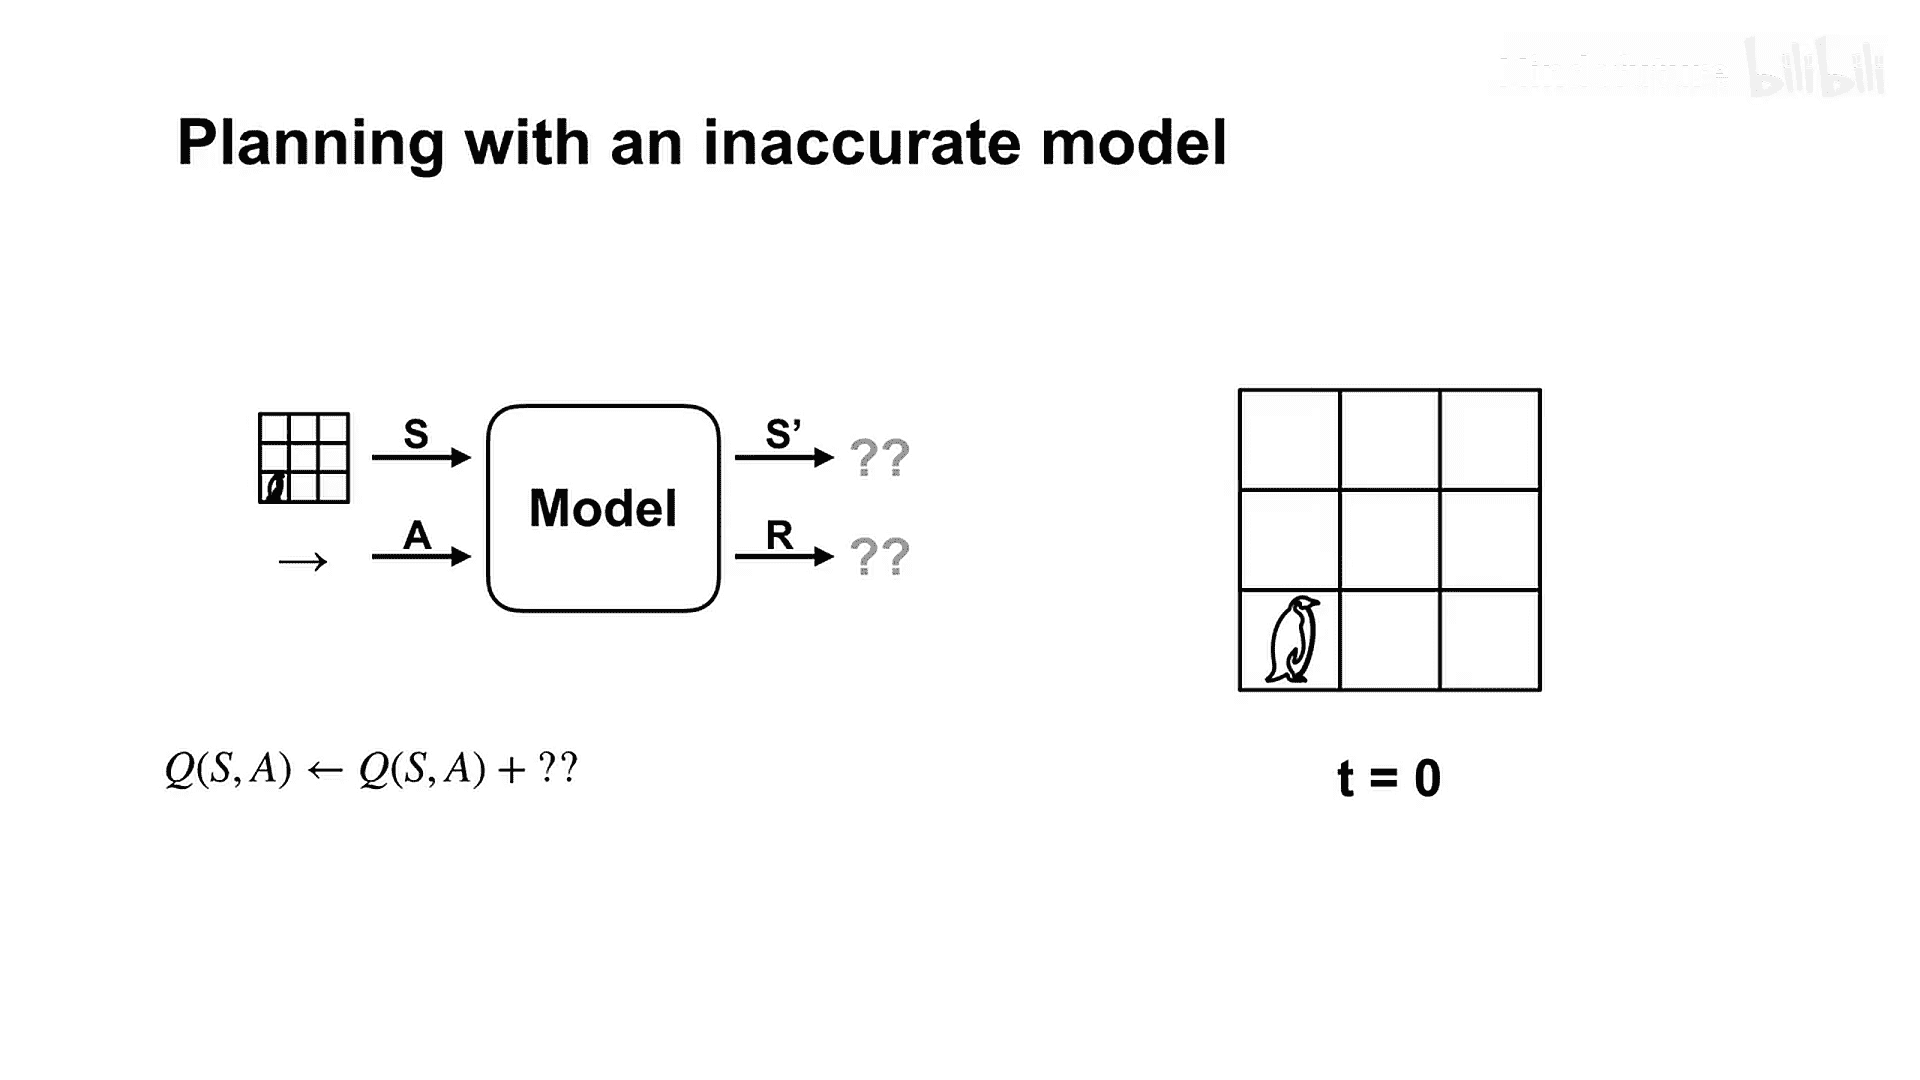 bilibili
Planning with an inaccurate model
S
S’
??
Model
A
R
??
Q(S, A) ← Q(S, A) + ??
t = 0